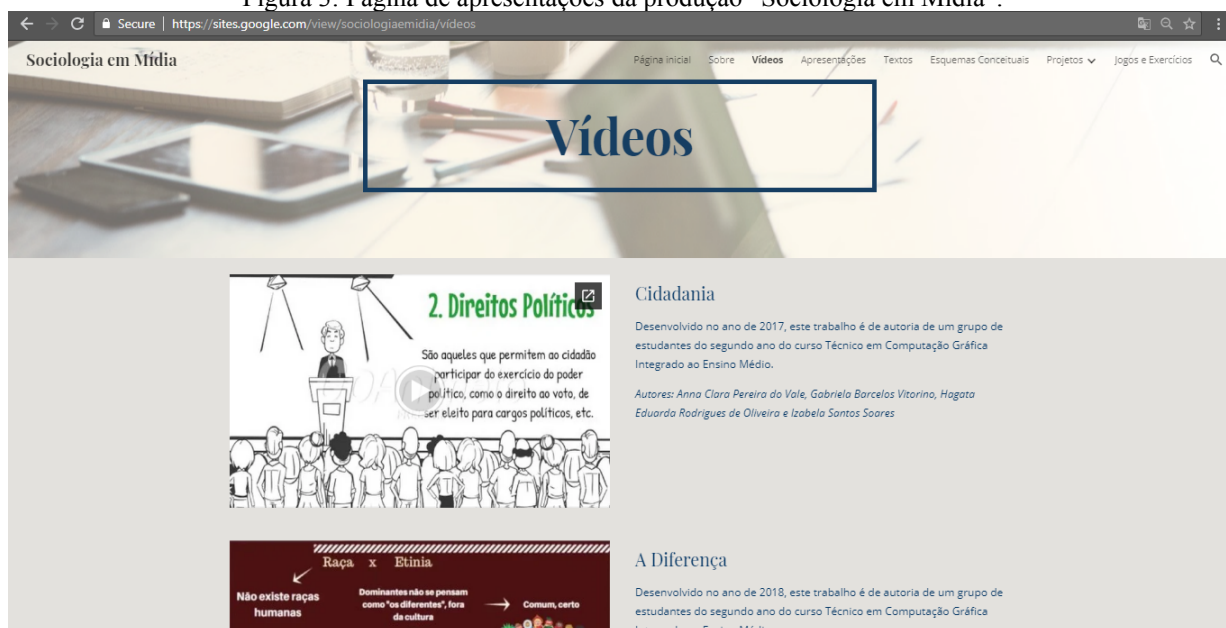 Figura 3: Página de apresentações da produção "Sociologia em Mídia".
Secure | https://sites.google.com/view/sociologiaemidia/vídeos
Sociologia em Mídia
Página inicial Sobre Vídeos Apresentações Textos Esquemas Conceituais Projetos Jogos e Exercícios
Vídeos
2. Direitos Políticos
São aqueles que permitem ao cidadão
participar do exercício do poder
político, como o direito ao voto, de
ser eleito para cargos políticos, etc.
Cidadania
Desenvolvido no ano de 2017, este trabalho é de autoria de um grupo de
estudantes do segundo ano do curso Técnico em Computação Gráfica
Integrado ao Ensino Médio.
Autores: Anna Clara Pereira do Vale, Gabriela Barcelos Vitorino, Hagata
Eduarda Rodrigues de Oliveira e Izabela Santos Soares
Raça x Etinia
Não existe raças
humanas
Dominantes não se pensam
como "os diferentes", fora
da cultura
Comum, certo
A Diferença
Desenvolvido no ano de 2018, este trabalho é de autoria de um grupo de
estudantes do segundo ano do curso Técnico em Computação Gráfica